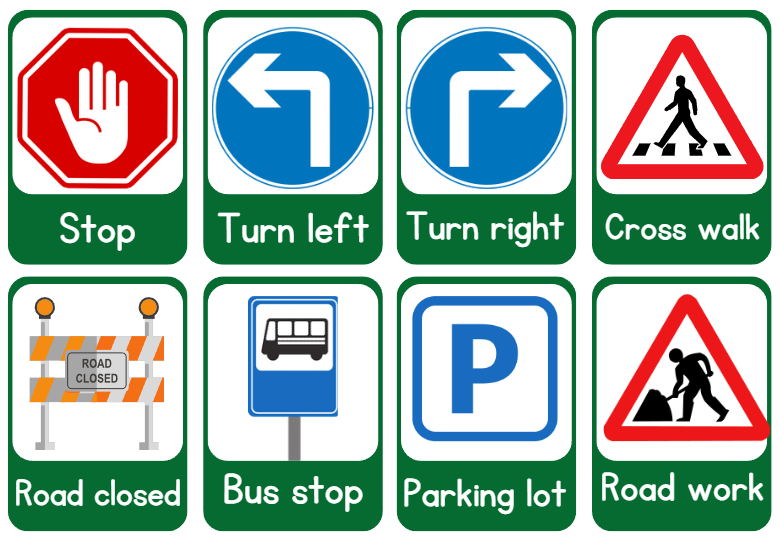 Stop
Turn left
Turn right
Cross walk
ROAD
CLOSED
P
Road closed
Bus stop
Parking lot
Road work